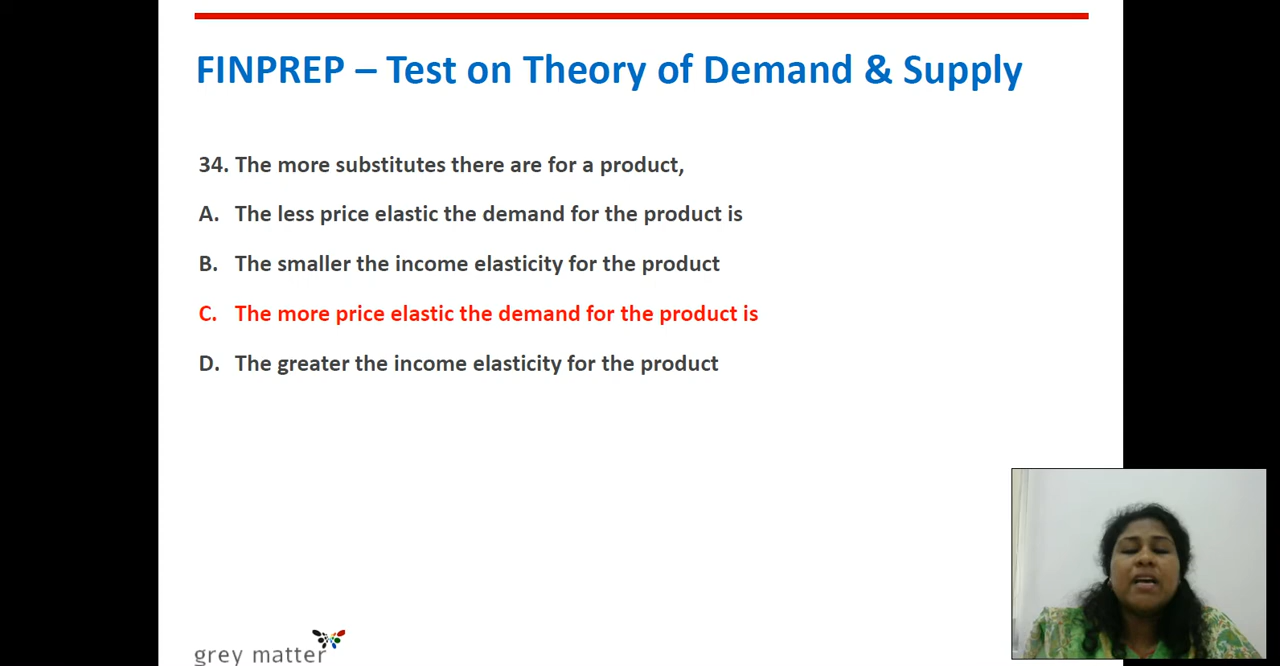 FINPREP – Test on Theory of Demand & Supply
34. The more substitutes there are for a product,
A. The less price elastic the demand for the product is
B. The smaller the income elasticity for the product
C. The more price elastic the demand for the product is
D. The greater the income elasticity for the product
grey matter